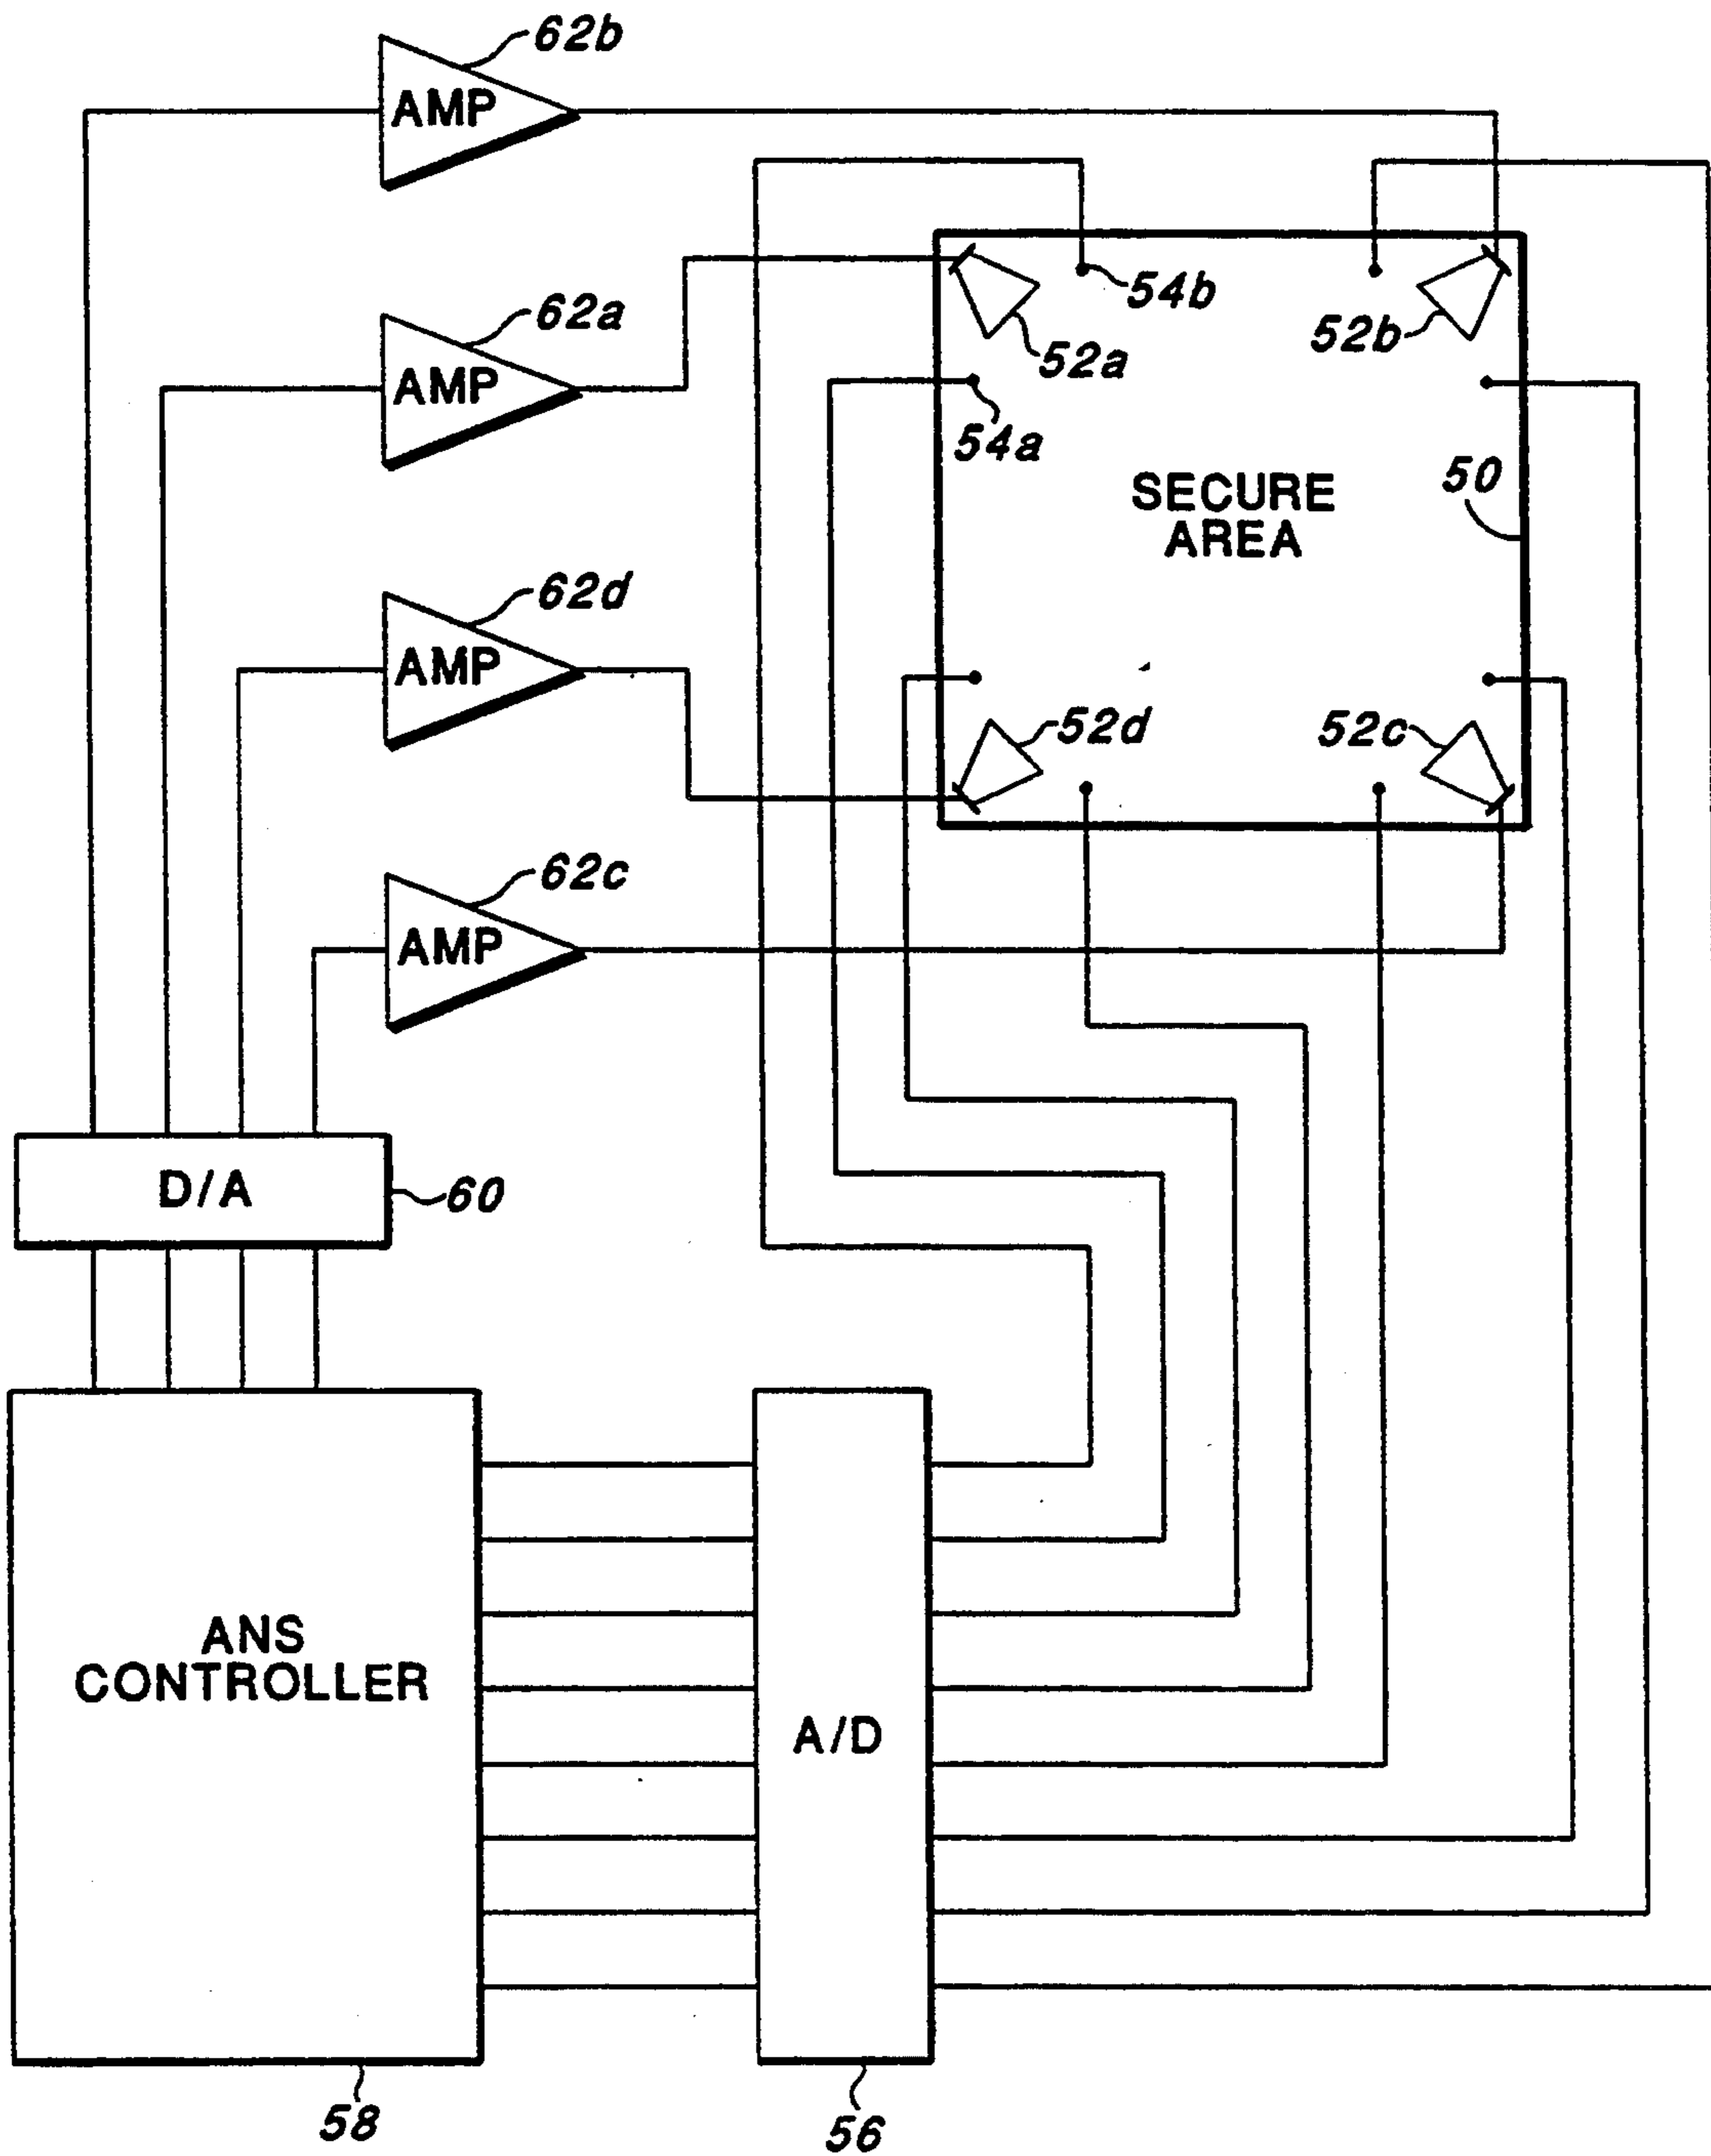 62b
AMP
62a
AMP
54b
52a
52b
54a
SECURE
AREA
50
62d
AMP
52d
52c
62c
AMP
D/A
60
ANS
CONTROLLER
A/D
58
56